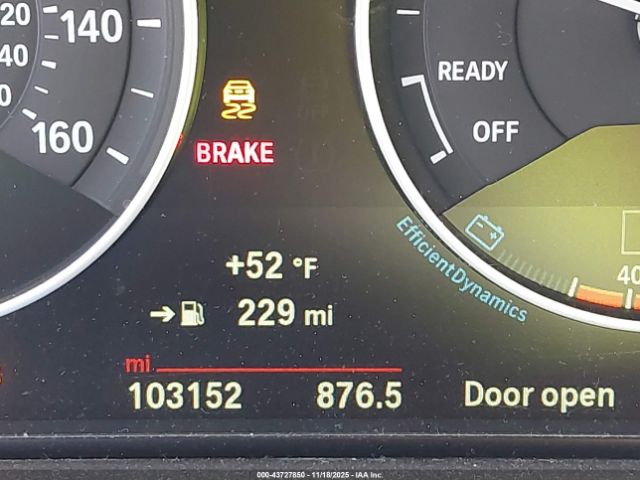 20
140
40
0
160
BRAKE
READY
OFF
+52 °F
EfficientDynamics
→ 229 mi
40
mi
103152 876.5 Door open
000-43727850 - 11/18/2025 - IAA Inc.